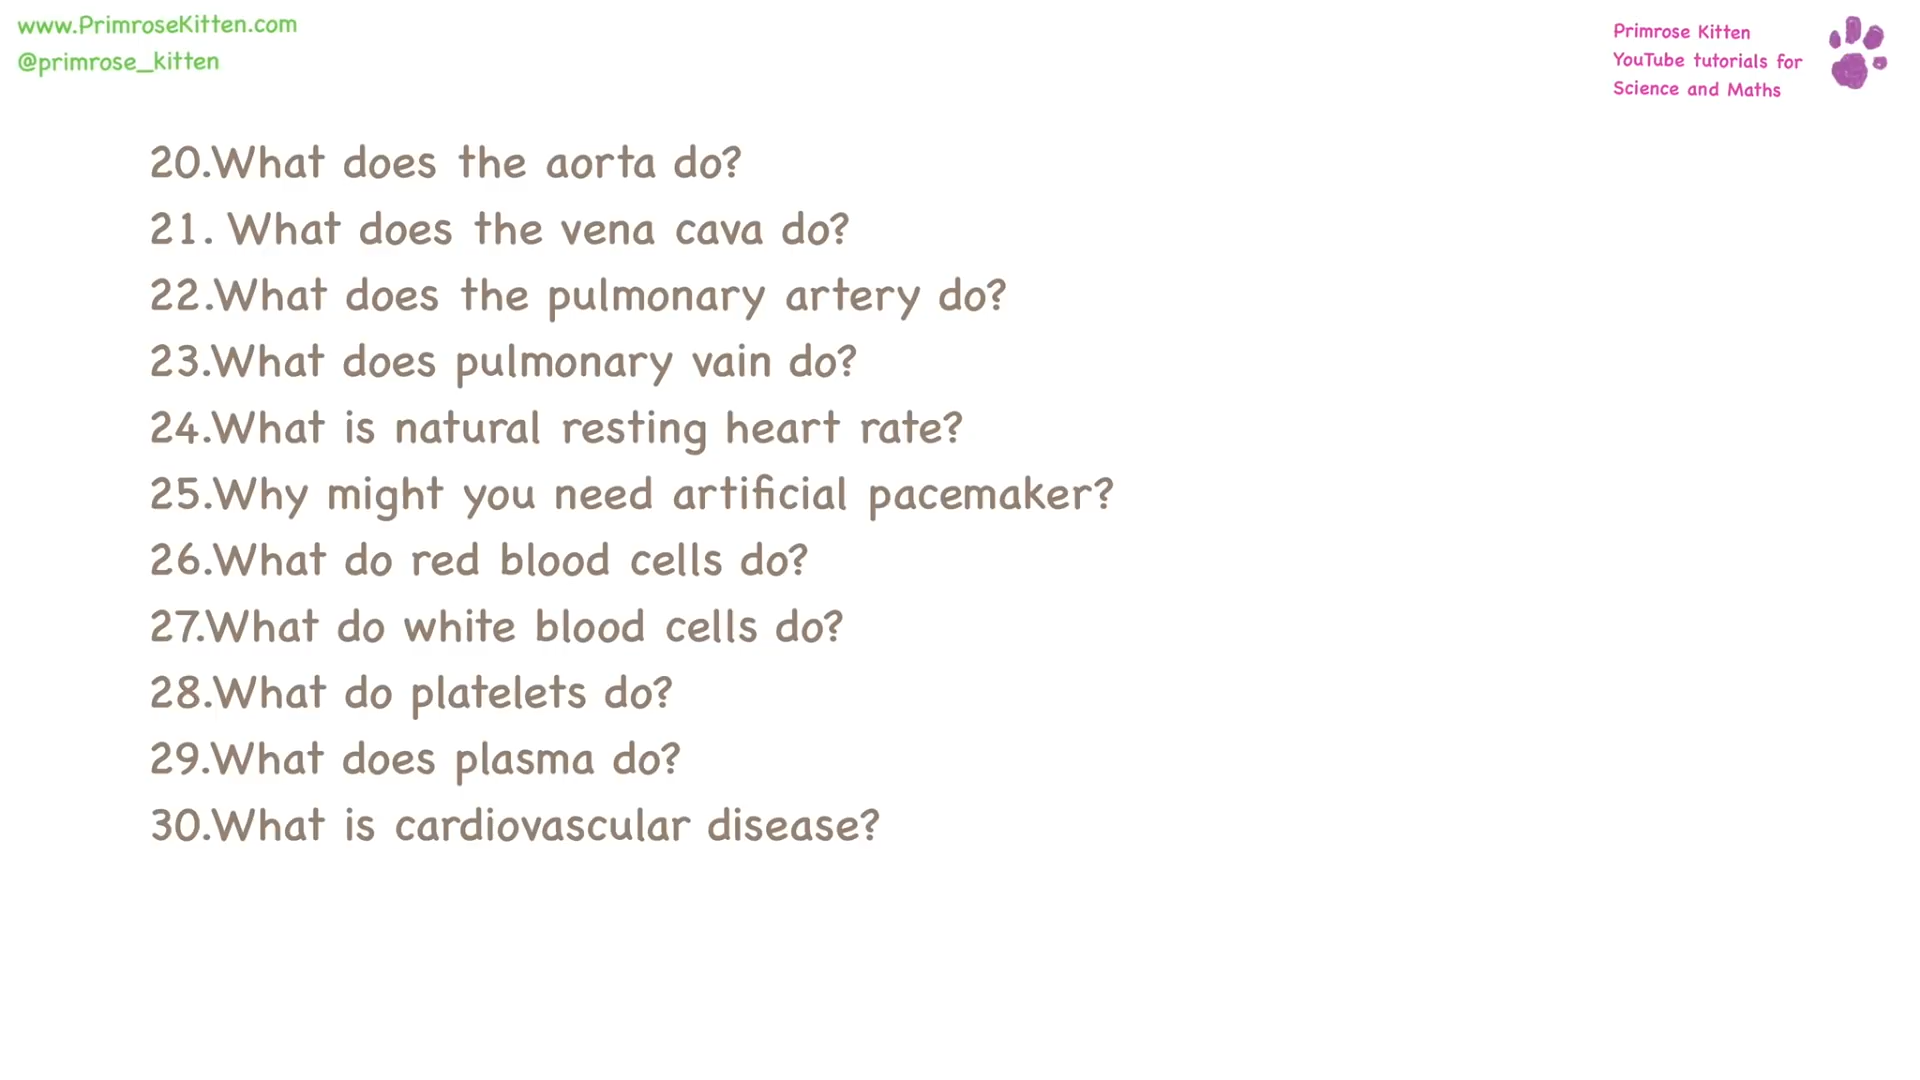 www.PrimroseKitten.com
@primrose_kitten
Primrose Kitten
YouTube tutorials for
Science and Maths
20.What does the aorta do?
21. What does the vena cava do?
22.What does the pulmonary artery do?
23.What does pulmonary vain do?
24.What is natural resting heart rate?
25.Why might you need artificial pacemaker?
26.What do red blood cells do?
27.What do white blood cells do?
28.What do platelets do?
29.What does plasma do?
30.What is cardiovascular disease?